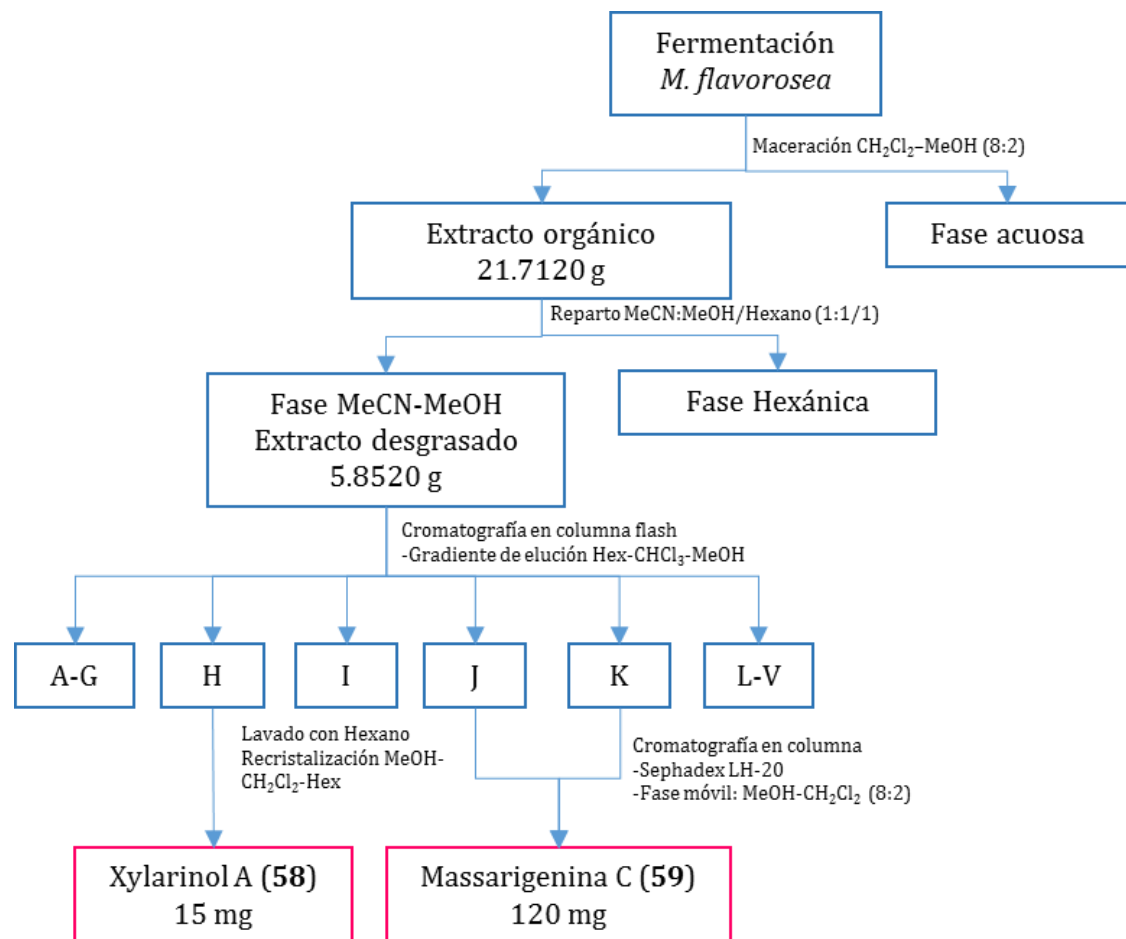 Fermentación
M. flavorosea
Maceración CH₂Cl₂–MeOH (8:2)
Extracto orgánico
21.7120 g
Fase acuosa
Reparto MeCN:MeOH/Hexano (1:1/1)
Fase MeCN-MeOH
Extracto desgrasado
5.8520 g
Fase Hexánica
Cromatografía en columna flash
-Gradiente de elución Hex-CHCl₃-MeOH
A-G
H
I
J
K
L-V
Lavado con Hexano
Recristalización MeOH-
CH₂Cl₂-Hex
Cromatografía en columna
-Sephadex LH-20
-Fase móvil: MeOH-CH₂Cl₂ (8:2)
Xylarinol A (58)
15 mg
Massarigenina C (59)
120 mg